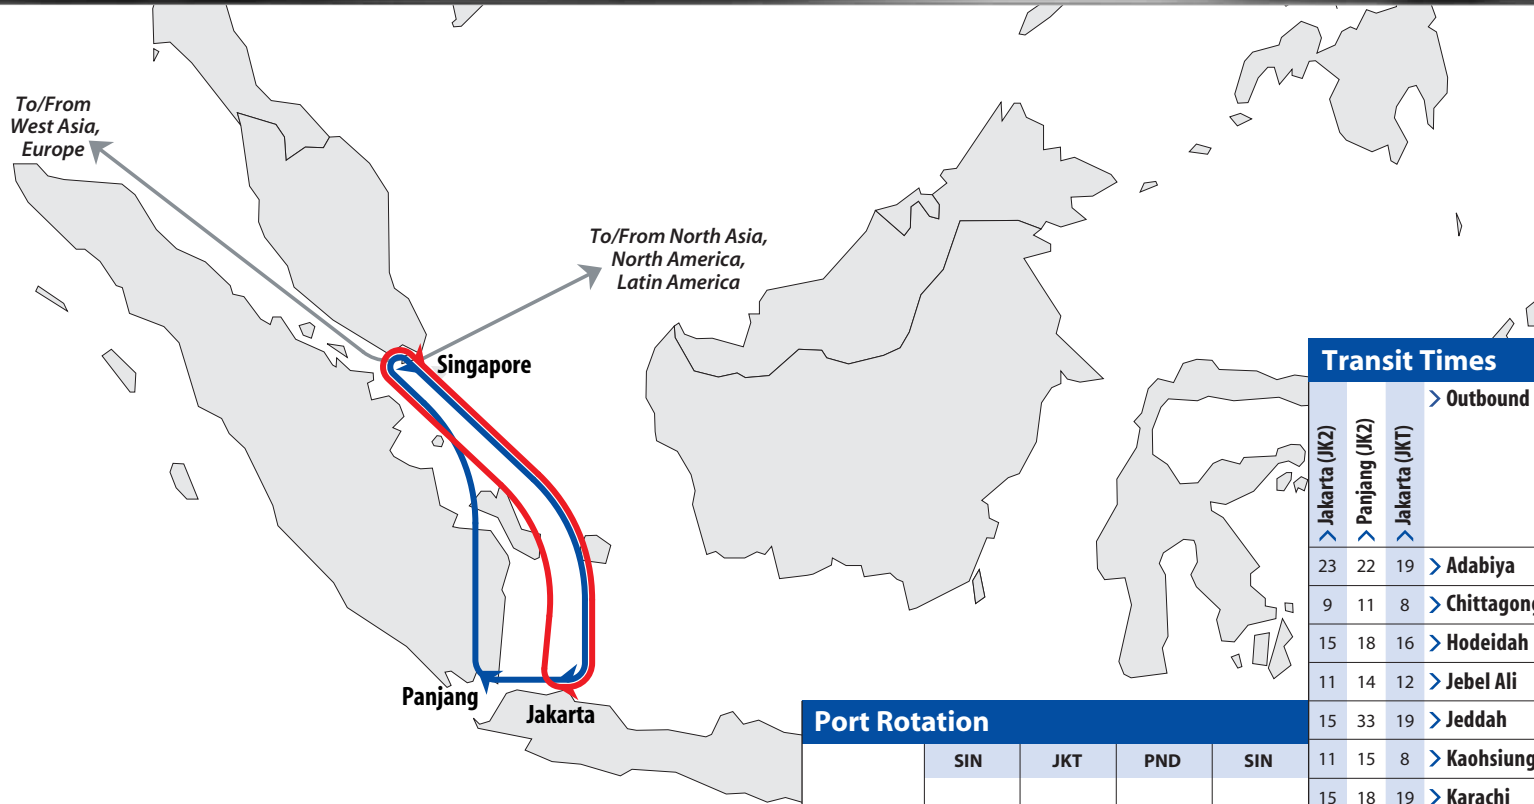 To/From
West Asia,
Europe
To/From North Asia,
North America,
Latin America
Singapore
Panjang
Jakarta
Port Rotation
SIN JKT PND SIN
Transit Times
Jakarta (JK2)
Panjang (JK2)
Jakarta (JKT)
Outbound
23 22 19 Adabiya
9 11 8 Chittagong
15 18 16 Hodeidah
11 14 12 Jebel Ali
15 33 19 Jeddah
11 15 8 Kaohsiung
15 18 19 Karachi